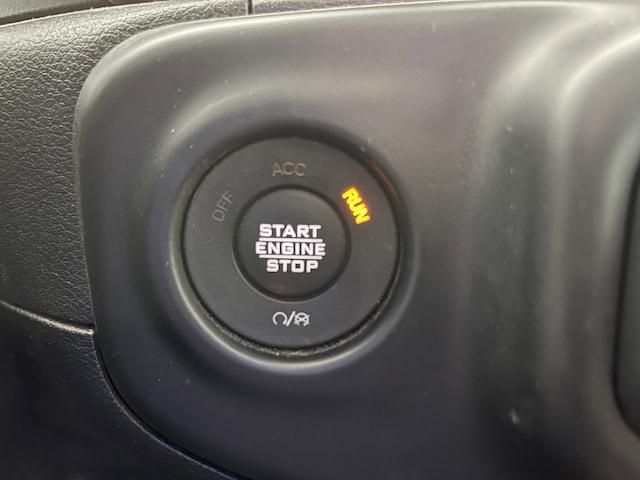 OFF
ACC
RUN
START
ENGINE
STOP